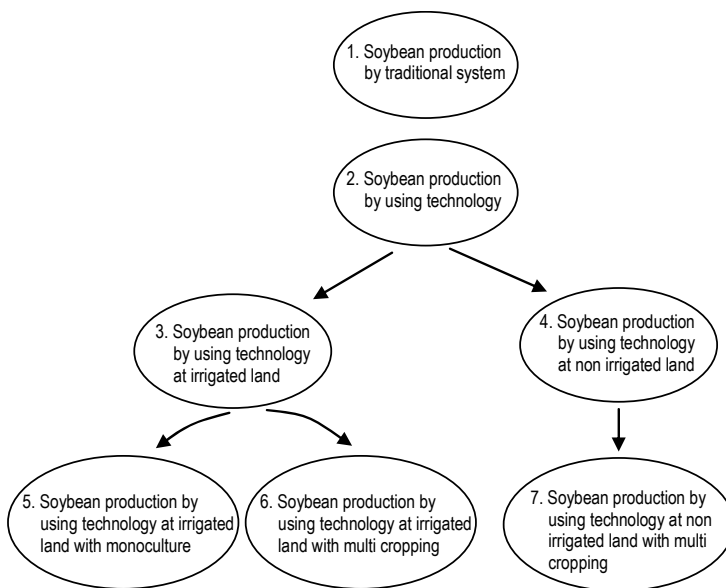 1. Soybean production
by traditional system
2. Soybean production
by using technology
3. Soybean production
by using technology
at irrigated land
4. Soybean production
by using technology
at non irrigated land
5. Soybean production by
using technology at irrigated
land with monoculture
6. Soybean production by
using technology at irrigated
land with multi cropping
7. Soybean production by
using technology at non
irrigated land with multi
cropping